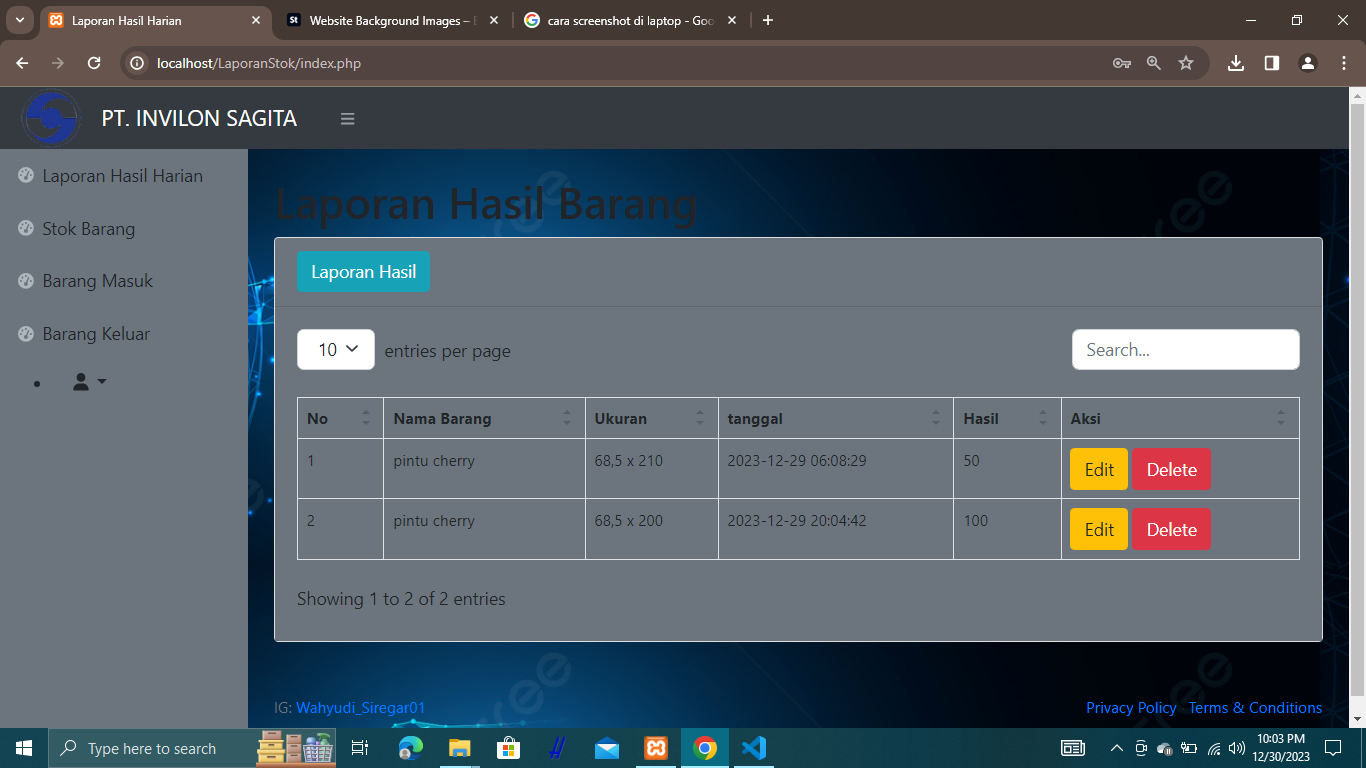 Laporan Hasil Harian
Website Background Images –
cara screenshot di laptop - Goo
localhost/LaporanStok/index.php
PT. INVILON SAGITA
Laporan Hasil Harian
Stok Barang
Barang Masuk
Barang Keluar
Laporan Hasil Barang
Laporan Hasil
10 entries per page
Search...
No Nama Barang Ukuran tanggal Hasil Aksi
1 pintu cherry 68,5 x 210 2023-12-29 06:08:29 50 Edit Delete
2 pintu cherry 68,5 x 200 2023-12-29 20:04:42 100 Edit Delete
Showing 1 to 2 of 2 entries
IG: Wahyudi_Siregar01
Privacy Policy Terms & Conditions
Type here to search
10:03 PM
12/30/2023